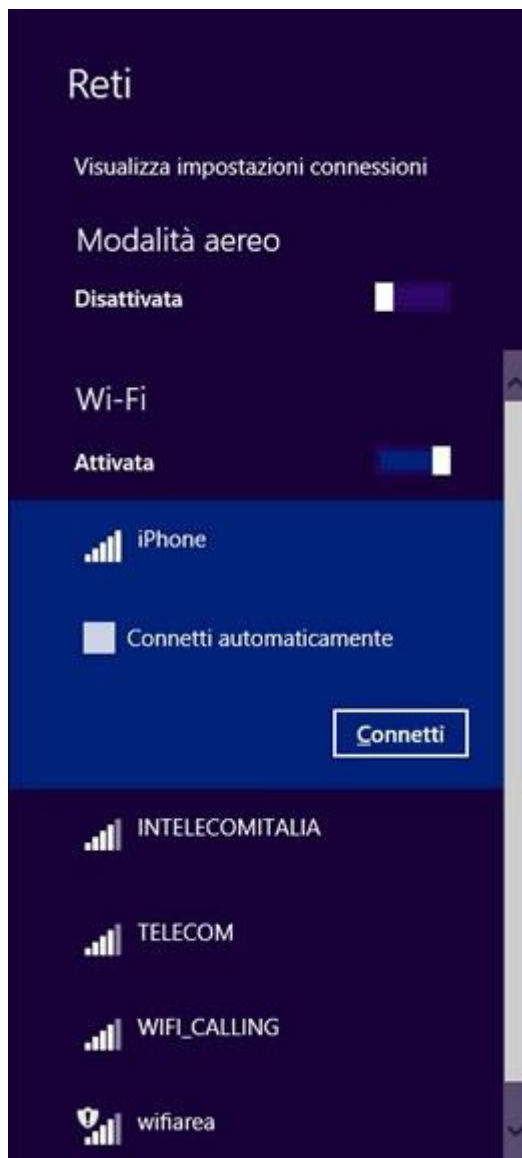 Reti
Visualizza impostazioni connessioni
Modalità aereo
Disattivata
Wi-Fi
Attivata
iPhone
Connetti automaticamente
Connetti
INTELECOMITALIA
TELECOM
WIFI_CALLING
wifiarea